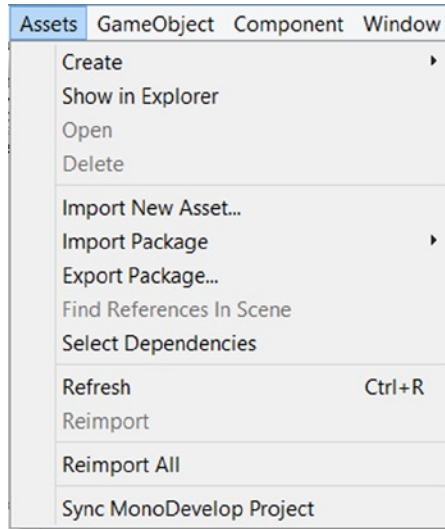 Assets GameObject Component Window
Create
Show in Explorer
Open
Delete
Import New Asset...
Import Package
Export Package...
Find References In Scene
Select Dependencies
Refresh Ctrl+R
Reimport
Reimport All
Sync MonoDevelop Project